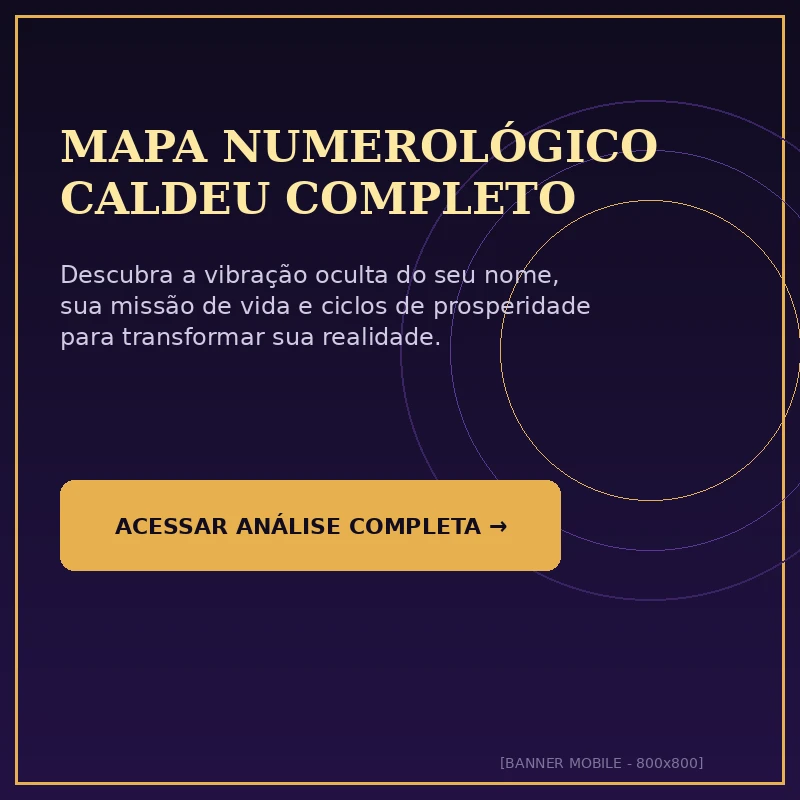 MAPA NUMEROLÓGICO
CALDEU COMPLETO
Descubra a vibração oculta do seu nome,
sua missão de vida e ciclos de prosperidade
para transformar sua realidade.
ACESSAR ANÁLISE COMPLETA →
[BANNER MOBILE - 800x800]